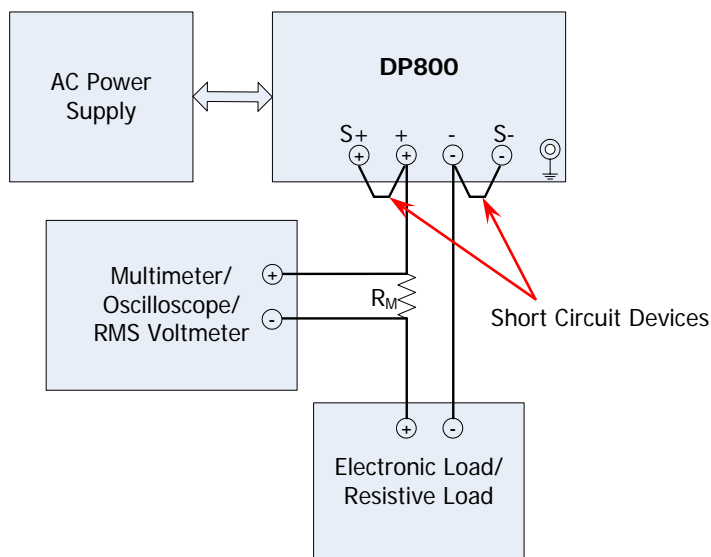 AC Power
Supply
DP800
S+ + - S-
+ + - -
Multimeter/
Oscilloscope/
RMS Voltmeter
+
-
RM
Short Circuit Devices
+ -
Electronic Load/
Resistive Load